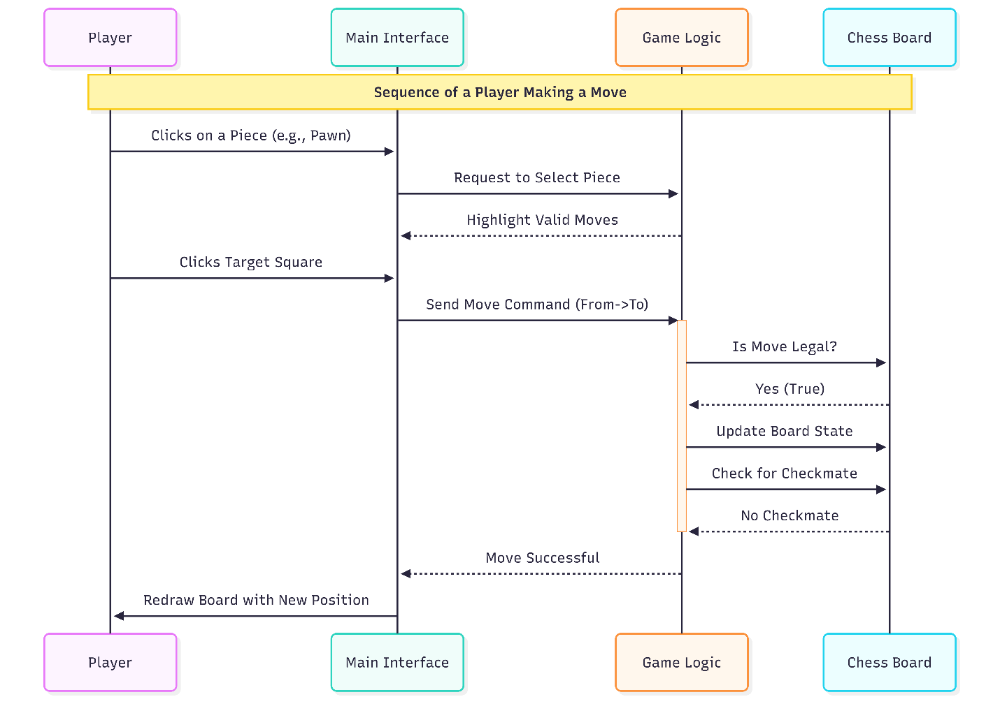 Player
Main Interface
Game Logic
Chess Board
Sequence of a Player Making a Move
Clicks on a Piece (e.g., Pawn)
Request to Select Piece
Highlight Valid Moves
Clicks Target Square
Send Move Command (From->To)
Is Move Legal?
Yes (True)
Update Board State
Check for Checkmate
No Checkmate
Move Successful
Redraw Board with New Position
Player
Main Interface
Game Logic
Chess Board